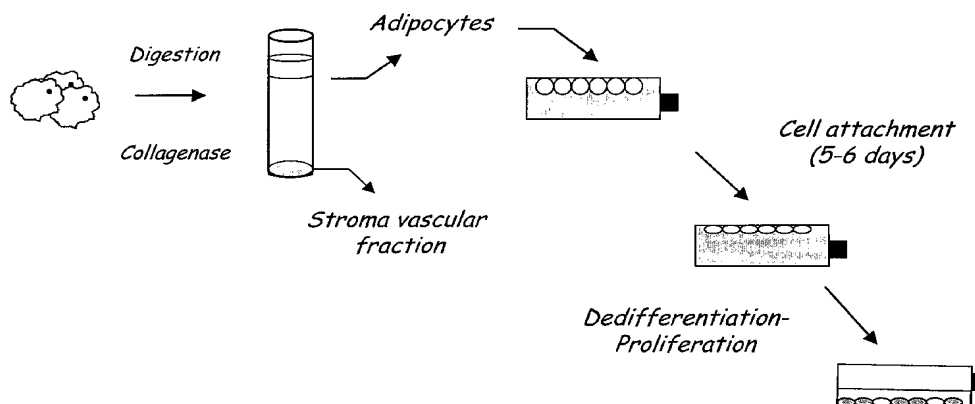 Adipocytes
Digestion
Collagenase
Stroma vascular
fraction
Cell attachment
(5-6 days)
Dedifferentiation-
Proliferation